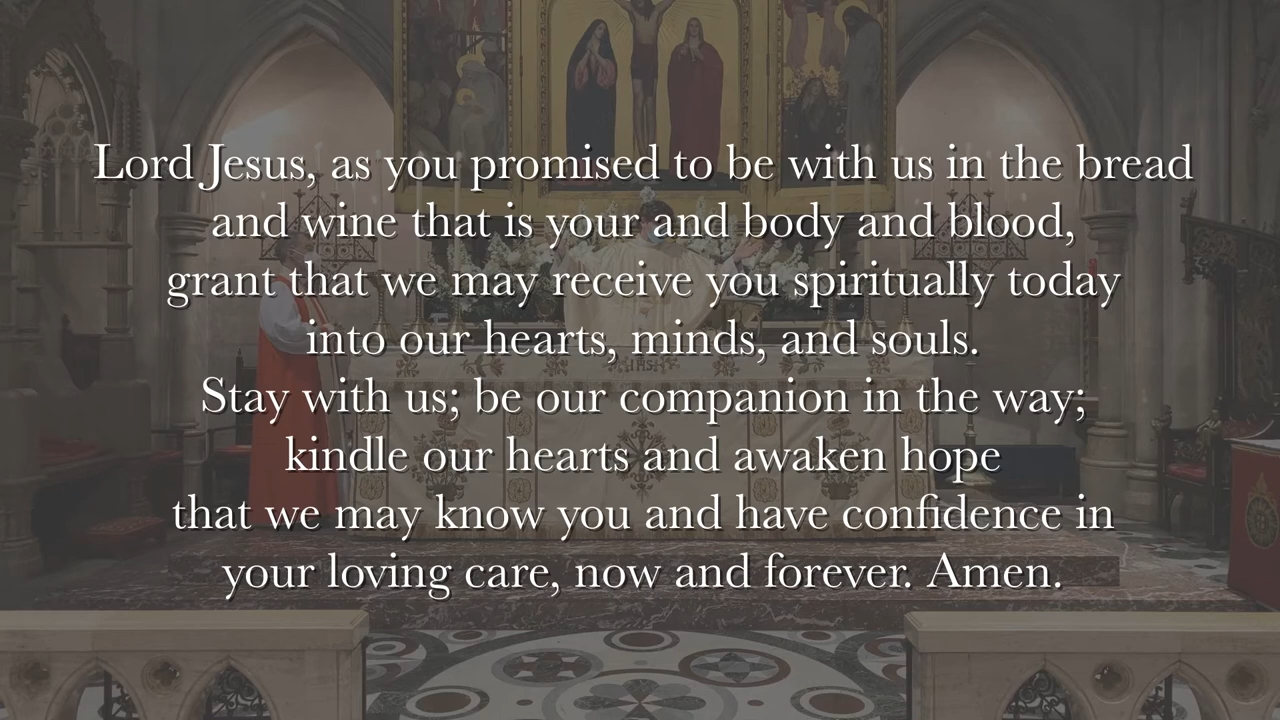 Lord Jesus, as you promised to be with us in the bread
and wine that is your and body and blood,
grant that we may receive you spiritually today
into our hearts, minds, and souls.
Stay with us; be our companion in the way;
kindle our hearts and awaken hope
that we may know you and have confidence in
your loving care, now and forever. Amen.